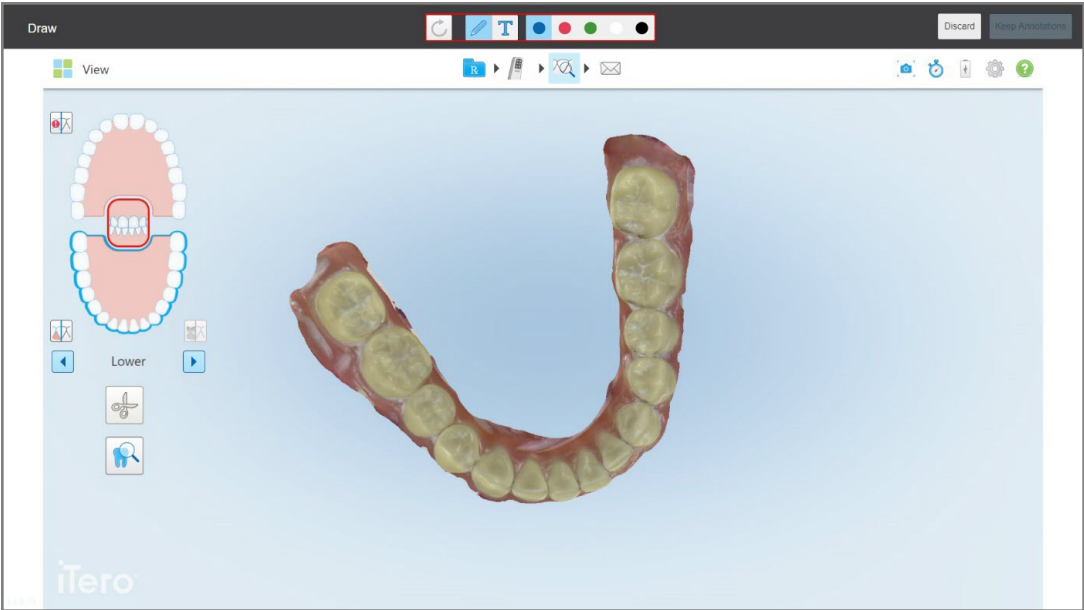 Draw
T
Discard
Keep Annotations
View
R
Lower
iTero